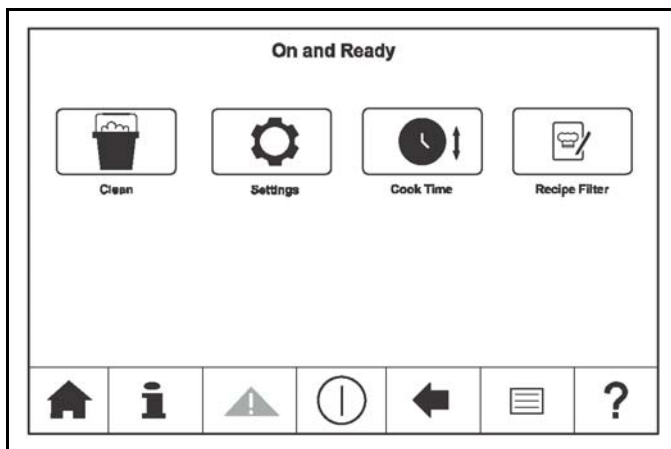 On and Ready
Clean
Settings
Cook Time
Recipe Filter
i
?